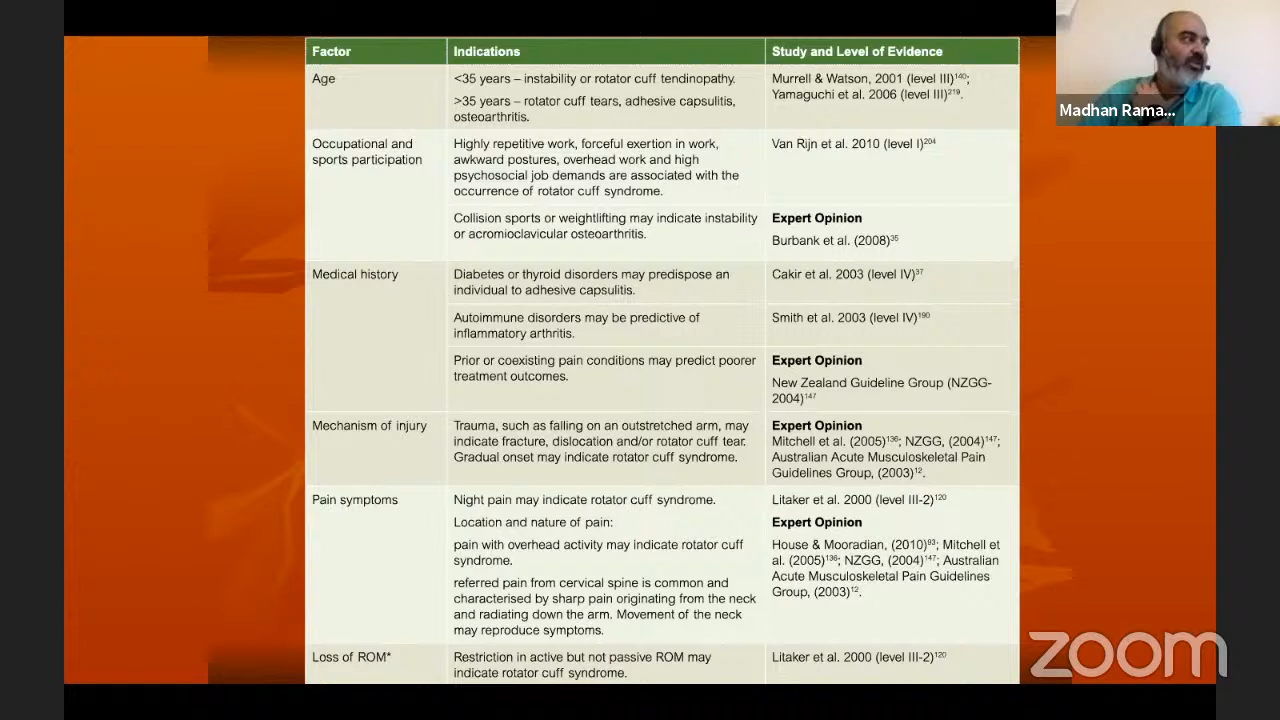 Factor Indications Study and Level of Evidence
Age
<35 years – instability or rotator cuff tendinopathy.
>35 years – rotator cuff tears, adhesive capsulitis,
osteoarthritis.
Murrell & Watson, 2001 (level III)¹⁴⁰;
Yamaguchi et al. 2006 (level III)²¹⁹.
Occupational and
sports participation
Highly repetitive work, forceful exertion in work,
awkward postures, overhead work and high
psychosocial job demands are associated with the
occurrence of rotator cuff syndrome.
Van Rijn et al. 2010 (level I)²⁰⁴
Collision sports or weightlifting may indicate instability
or acromioclavicular osteoarthritis.
Expert Opinion
Burbank et al. (2008)³⁵
Medical history
Diabetes or thyroid disorders may predispose an
individual to adhesive capsulitis.
Cakir et al. 2003 (level IV)³⁷
Autoimmune disorders may be predictive of
inflammatory arthritis.
Smith et al. 2003 (level IV)¹⁹⁰
Prior or coexisting pain conditions may predict poorer
treatment outcomes.
Expert Opinion
New Zealand Guideline Group (NZGG-
2004)¹⁴⁷
Mechanism of injury
Trauma, such as falling on an outstretched arm, may
indicate fracture, dislocation and/or rotator cuff tear.
Gradual onset may indicate rotator cuff syndrome.
Expert Opinion
Mitchell et al. (2005)¹³⁶; NZGG, (2004)¹⁴⁷;
Australian Acute Musculoskeletal Pain
Guidelines Group, (2003)¹².
Pain symptoms
Night pain may indicate rotator cuff syndrome.
Litaker et al. 2000 (level III-2)¹²⁰
Location and nature of pain:
pain with overhead activity may indicate rotator cuff
syndrome.
referred pain from cervical spine is common and
characterised by sharp pain originating from the neck
and radiating down the arm. Movement of the neck
may reproduce symptoms.
Expert Opinion
House & Mooradian, (2010)⁹³; Mitchell et
al. (2005)¹³⁶; NZGG, (2004)¹⁴⁷; Australian
Acute Musculoskeletal Pain Guidelines
Group, (2003)¹².
Loss of ROM*
Restriction in active but not passive ROM may
indicate rotator cuff syndrome.
Litaker et al. 2000 (level III-2)¹²⁰
Madhan Rama...
zoom